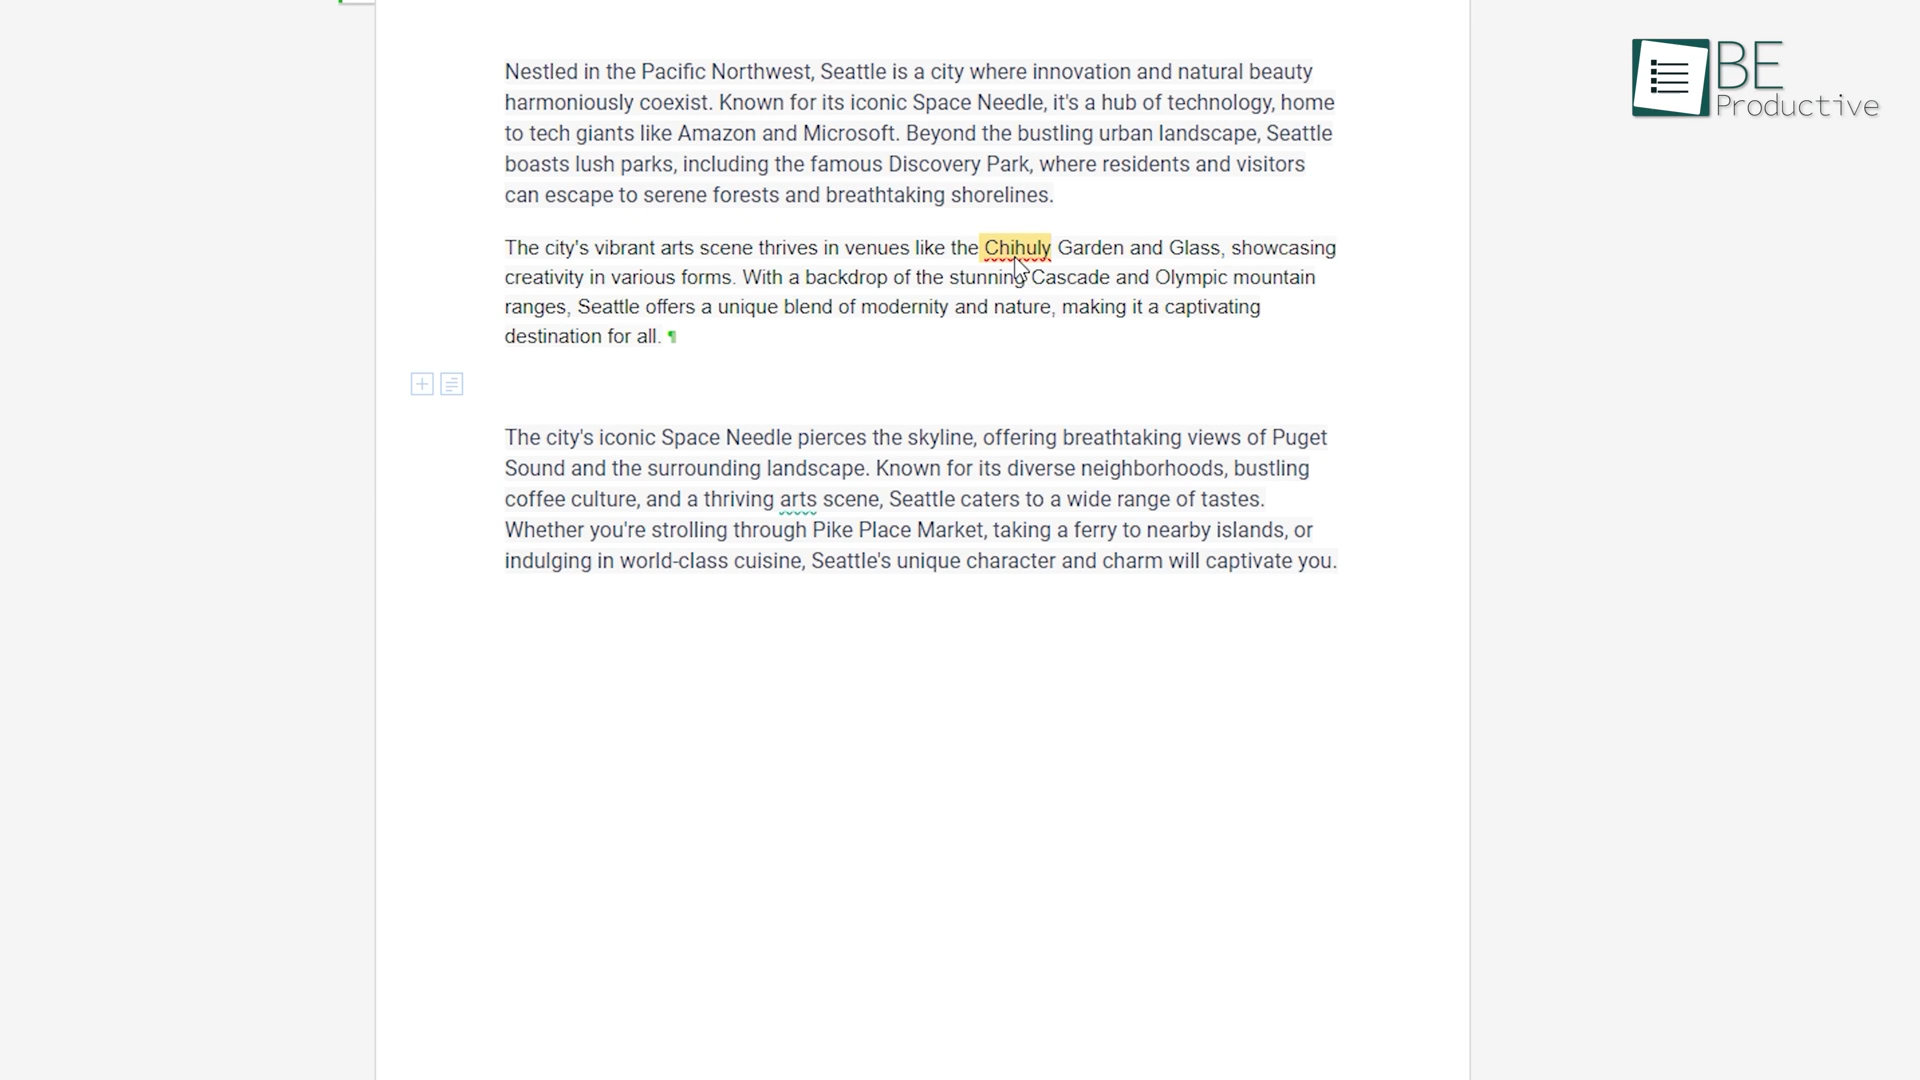 BE
Productive
Nestled in the Pacific Northwest, Seattle is a city where innovation and natural beauty
harmoniously coexist. Known for its iconic Space Needle, it's a hub of technology, home
to tech giants like Amazon and Microsoft. Beyond the bustling urban landscape, Seattle
boasts lush parks, including the famous Discovery Park, where residents and visitors
can escape to serene forests and breathtaking shorelines.
The city's vibrant arts scene thrives in venues like the Chihuly Garden and Glass, showcasing
creativity in various forms. With a backdrop of the stunning Cascade and Olympic mountain
ranges, Seattle offers a unique blend of modernity and nature, making it a captivating
destination for all. ¶
The city's iconic Space Needle pierces the skyline, offering breathtaking views of Puget
Sound and the surrounding landscape. Known for its diverse neighborhoods, bustling
coffee culture, and a thriving arts scene, Seattle caters to a wide range of tastes.
Whether you're strolling through Pike Place Market, taking a ferry to nearby islands, or
indulging in world-class cuisine, Seattle's unique character and charm will captivate you.